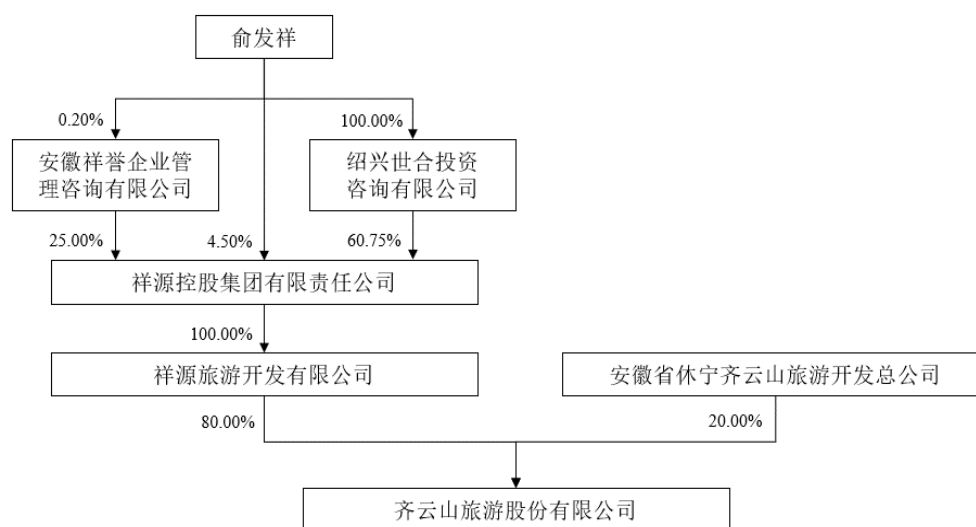 俞发祥
0.20%
100.00%
安徽祥誉企业管
理咨询有限公司
绍兴世合投资
咨询有限公司
25.00%
4.50%
60.75%
祥源控股集团有限责任公司
100.00%
祥源旅游开发有限公司
安徽省休宁齐云山旅游开发总公司
80.00%
20.00%
齐云山旅游股份有限公司